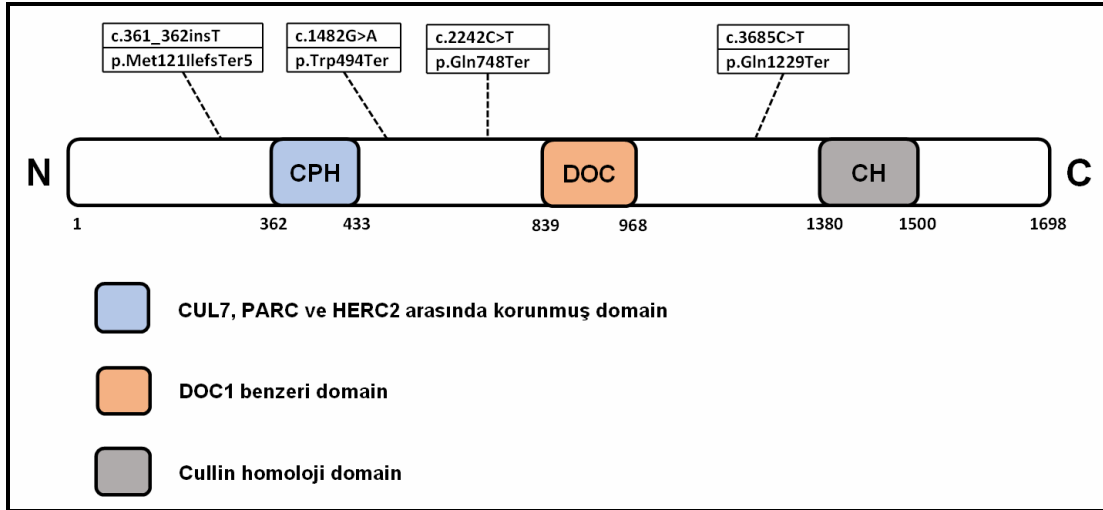 c.361_362insT
p.Met121IlefsTer5
c.1482G>A
p.Trp494Ter
c.2242C>T
p.Gln748Ter
c.3685C>T
p.Gln1229Ter
N CPH DOC CH C
1 362 433 839 968 1380 1500 1698
CUL7, PARC ve HERC2 arasında korunmuş domain
DOC1 benzeri domain
Cullin homoloji domain